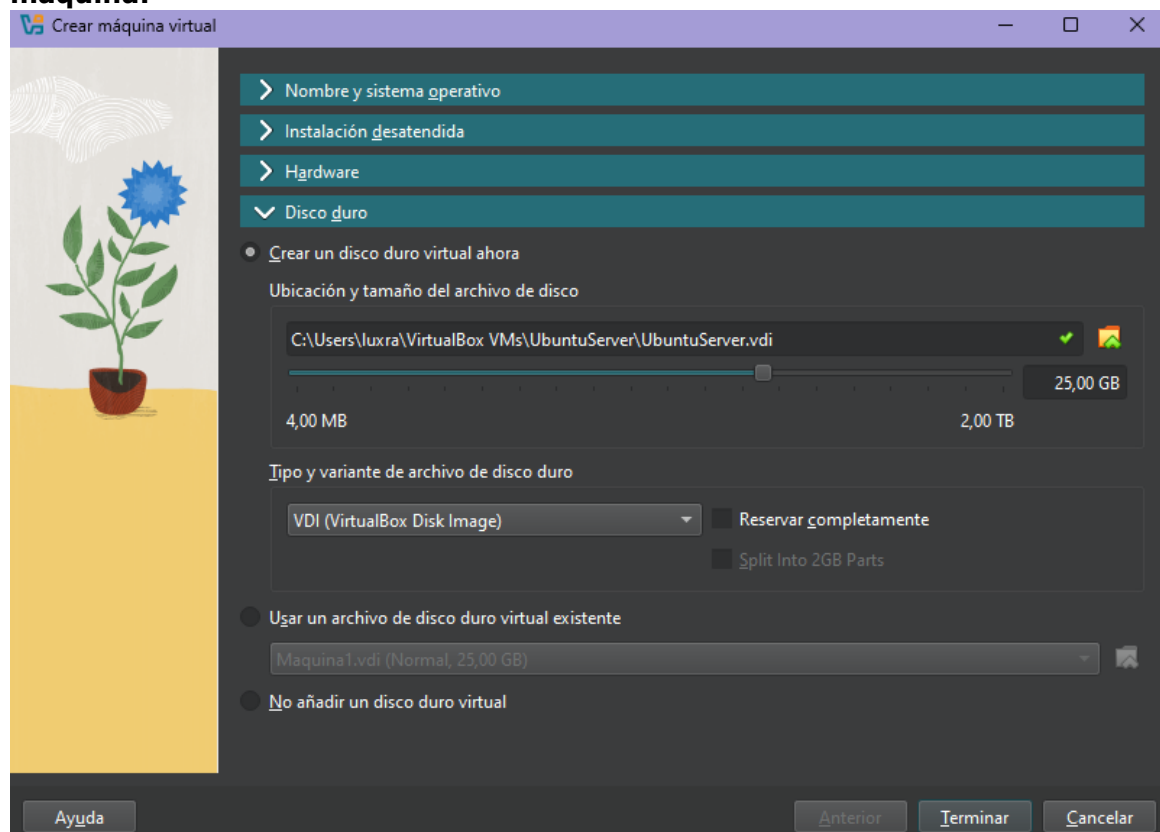 máquina.
Crear máquina virtual
Nombre y sistema operativo
Instalación desatendida
Hardware
Disco duro
Crear un disco duro virtual ahora
Ubicación y tamaño del archivo de disco
C:\Users\luxra\VirtualBox VMs\UbuntuServer\UbuntuServer.vdi
25,00 GB
4,00 MB 2,00 TB
Tipo y variante de archivo de disco duro
VDI (VirtualBox Disk Image) Reservar completamente
Split Into 2GB Parts
Usar un archivo de disco duro virtual existente
Maquina1.vdi (Normal, 25,00 GB)
No añadir un disco duro virtual
Ayuda Anterior Terminar Cancelar